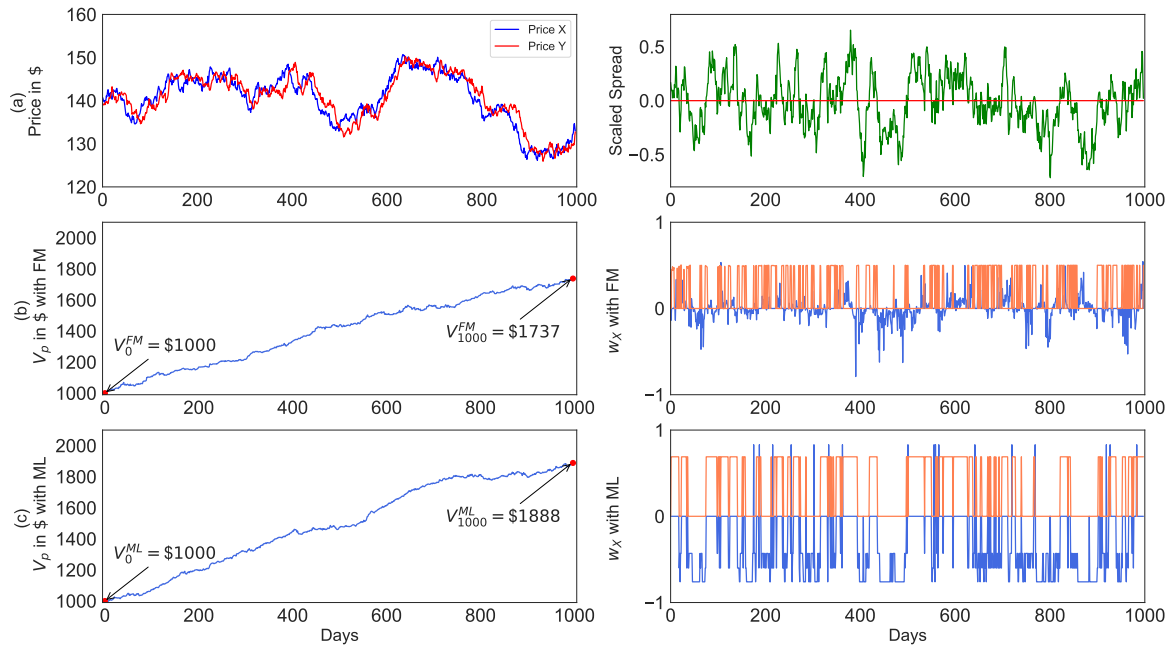 160
150
140
130
120
(a)
Price in $
Price X
Price Y
0 200 400 600 800 1000
0.5
0.0
−0.5
Scaled Spread
0 200 400 600 800 1000
2000
1800
1600
1400
1200
1000
(b)
V_p in $ with FM
V_0^{FM} = $1000
V_{1000}^{FM} = $1737
0 200 400 600 800 1000
1
0
−1
w_X with FM
0 200 400 600 800 1000
2000
1800
1600
1400
1200
1000
(c)
V_p in $ with ML
V_0^{ML} = $1000
V_{1000}^{ML} = $1888
0 200 400 600 800 1000
Days
1
0
−1
w_X with ML
0 200 400 600 800 1000
Days